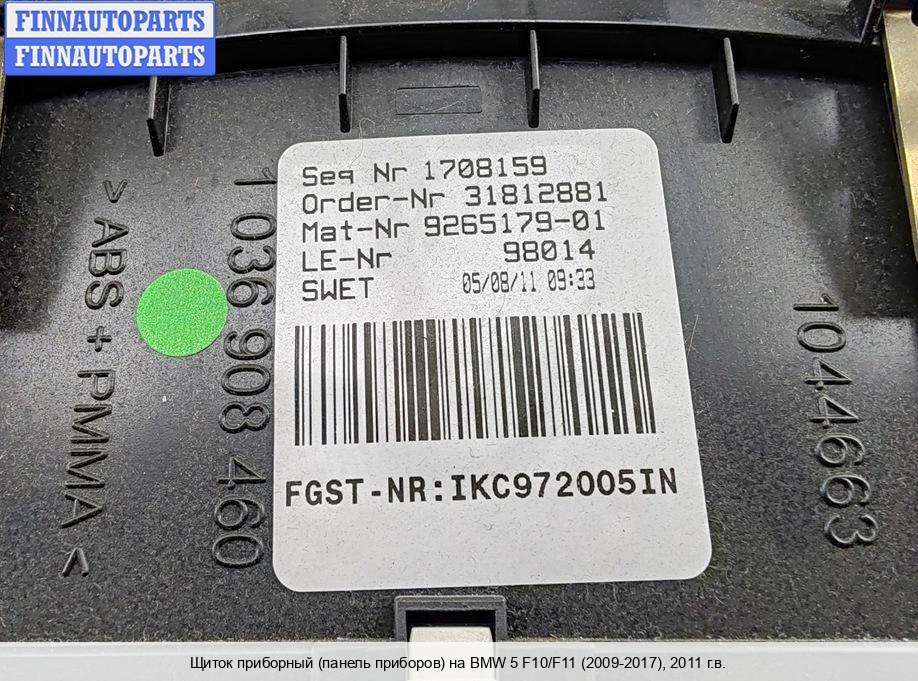 FINNAUTOPARTS
FINNAUTOPARTS
Seq Nr 1708159
Order-Nr 31812881
Mat-Nr 9265179-01
LE-Nr 98014
SWET 05/08/11 09:33
FGST-NR:IKC972005IN
> ABS + PMMA <
1 036 908 460
1044663
Щиток приборный (панель приборов) на BMW 5 F10/F11 (2009-2017), 2011 г.в.